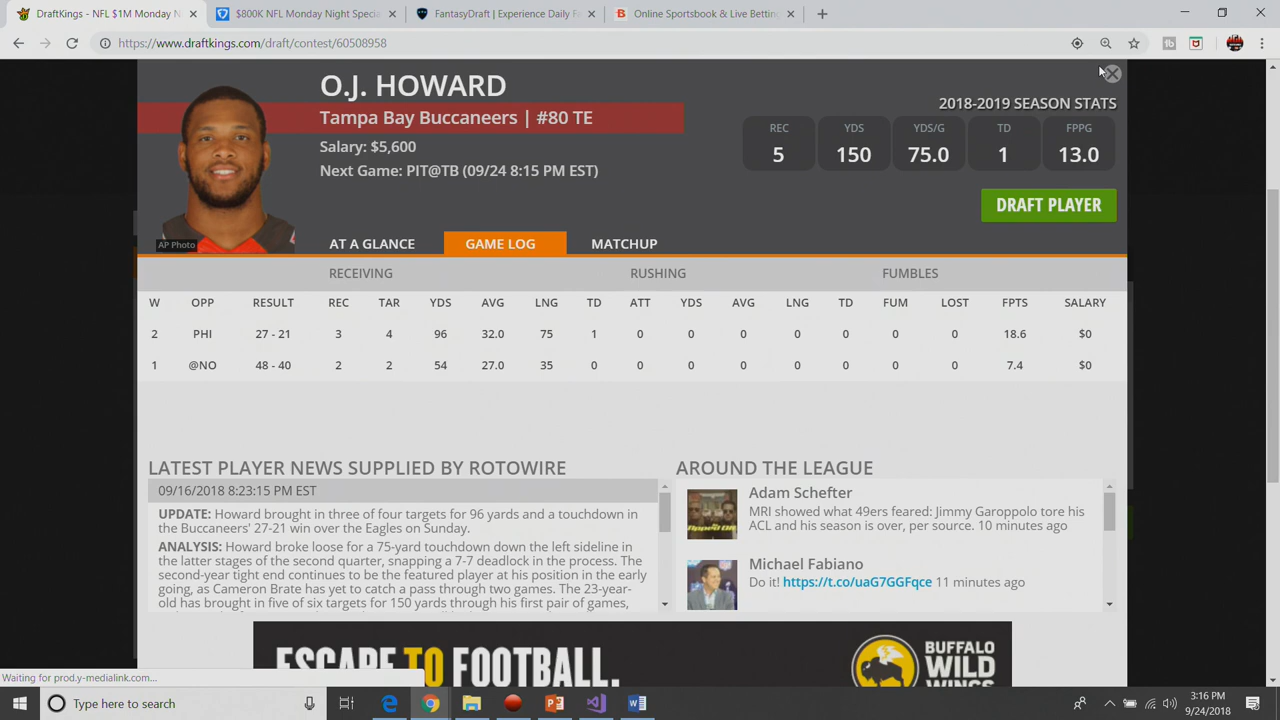 DraftKings - NFL $1M Monday N
$800K NFL Monday Night Specia
FantasyDraft | Experience Daily F
Online Sportsbook & Live Bettin
https://www.draftkings.com/draft/contest/60508958
O.J. HOWARD
Tampa Bay Buccaneers | #80 TE
Salary: $5,600
Next Game: PIT@TB (09/24 8:15 PM EST)
2018-2019 SEASON STATS
REC YDS YDS/G TD FPPG
5 150 75.0 1 13.0
DRAFT PLAYER
AP Photo
AT A GLANCE GAME LOG MATCHUP
RECEIVING RUSHING FUMBLES
W OPP RESULT REC TAR YDS AVG LNG TD ATT YDS AVG LNG TD FUM LOST FPTS SALARY
2 PHI 27 - 21 3 4 96 32.0 75 1 0 0 0 0 0 0 0 18.6 $0
1 @NO 48 - 40 2 2 54 27.0 35 0 0 0 0 0 0 0 0 7.4 $0
LATEST PLAYER NEWS SUPPLIED BY ROTOWIRE
09/16/2018 8:23:15 PM EST
UPDATE: Howard brought in three of four targets for 96 yards and a touchdown in
the Buccaneers' 27-21 win over the Eagles on Sunday.
ANALYSIS: Howard broke loose for a 75-yard touchdown down the left sideline in
the latter stages of the second quarter, snapping a 7-7 deadlock in the process. The
second-year tight end continues to be the featured player at his position in the early
going, as Cameron Brate has yet to catch a pass through two games. The 23-year-
old has brought in five of six targets for 150 yards through his first pair of games,
AROUND THE LEAGUE
Adam Schefter
MRI showed what 49ers feared: Jimmy Garoppolo tore his
ACL and his season is over, per source. 10 minutes ago
Michael Fabiano
Do it! https://t.co/uaG7GGFqce 11 minutes ago
ESCAPE TO FOOTBALL.
BUFFALO
WILD
WINGS
Waiting for prod.y-medialink.com...
Type here to search
3:16 PM
9/24/2018